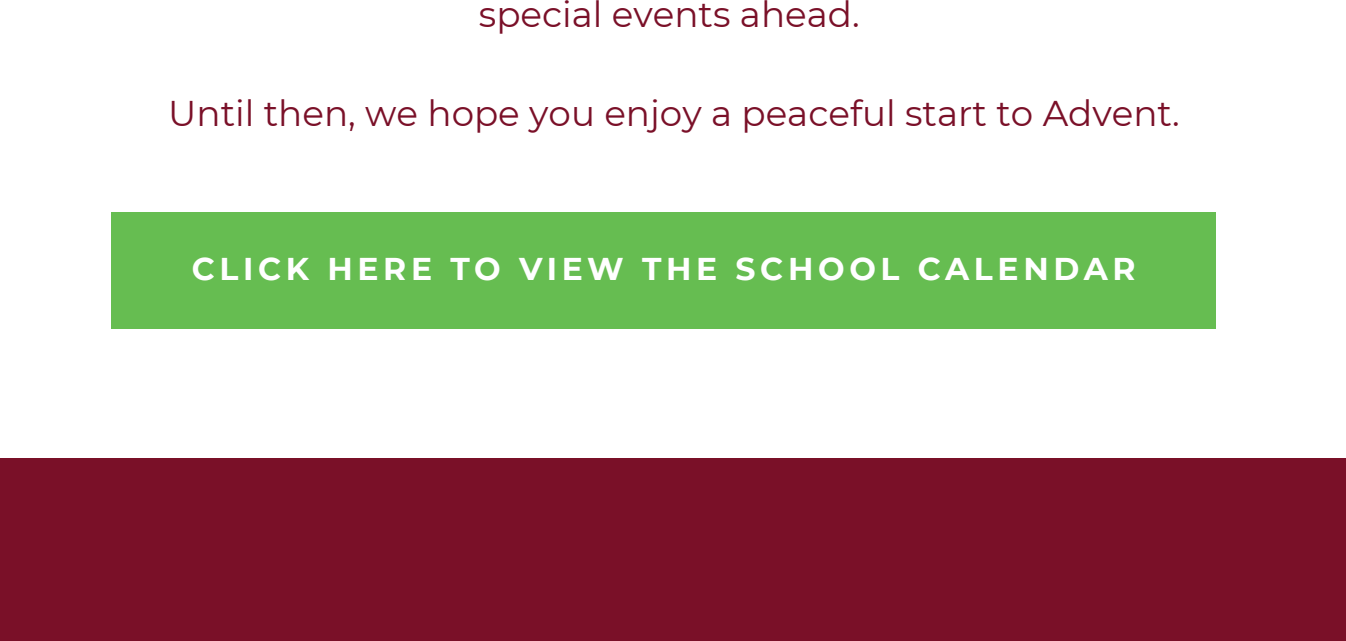 special events ahead.
Until then, we hope you enjoy a peaceful start to Advent.
CLICK HERE TO VIEW THE SCHOOL CALENDAR